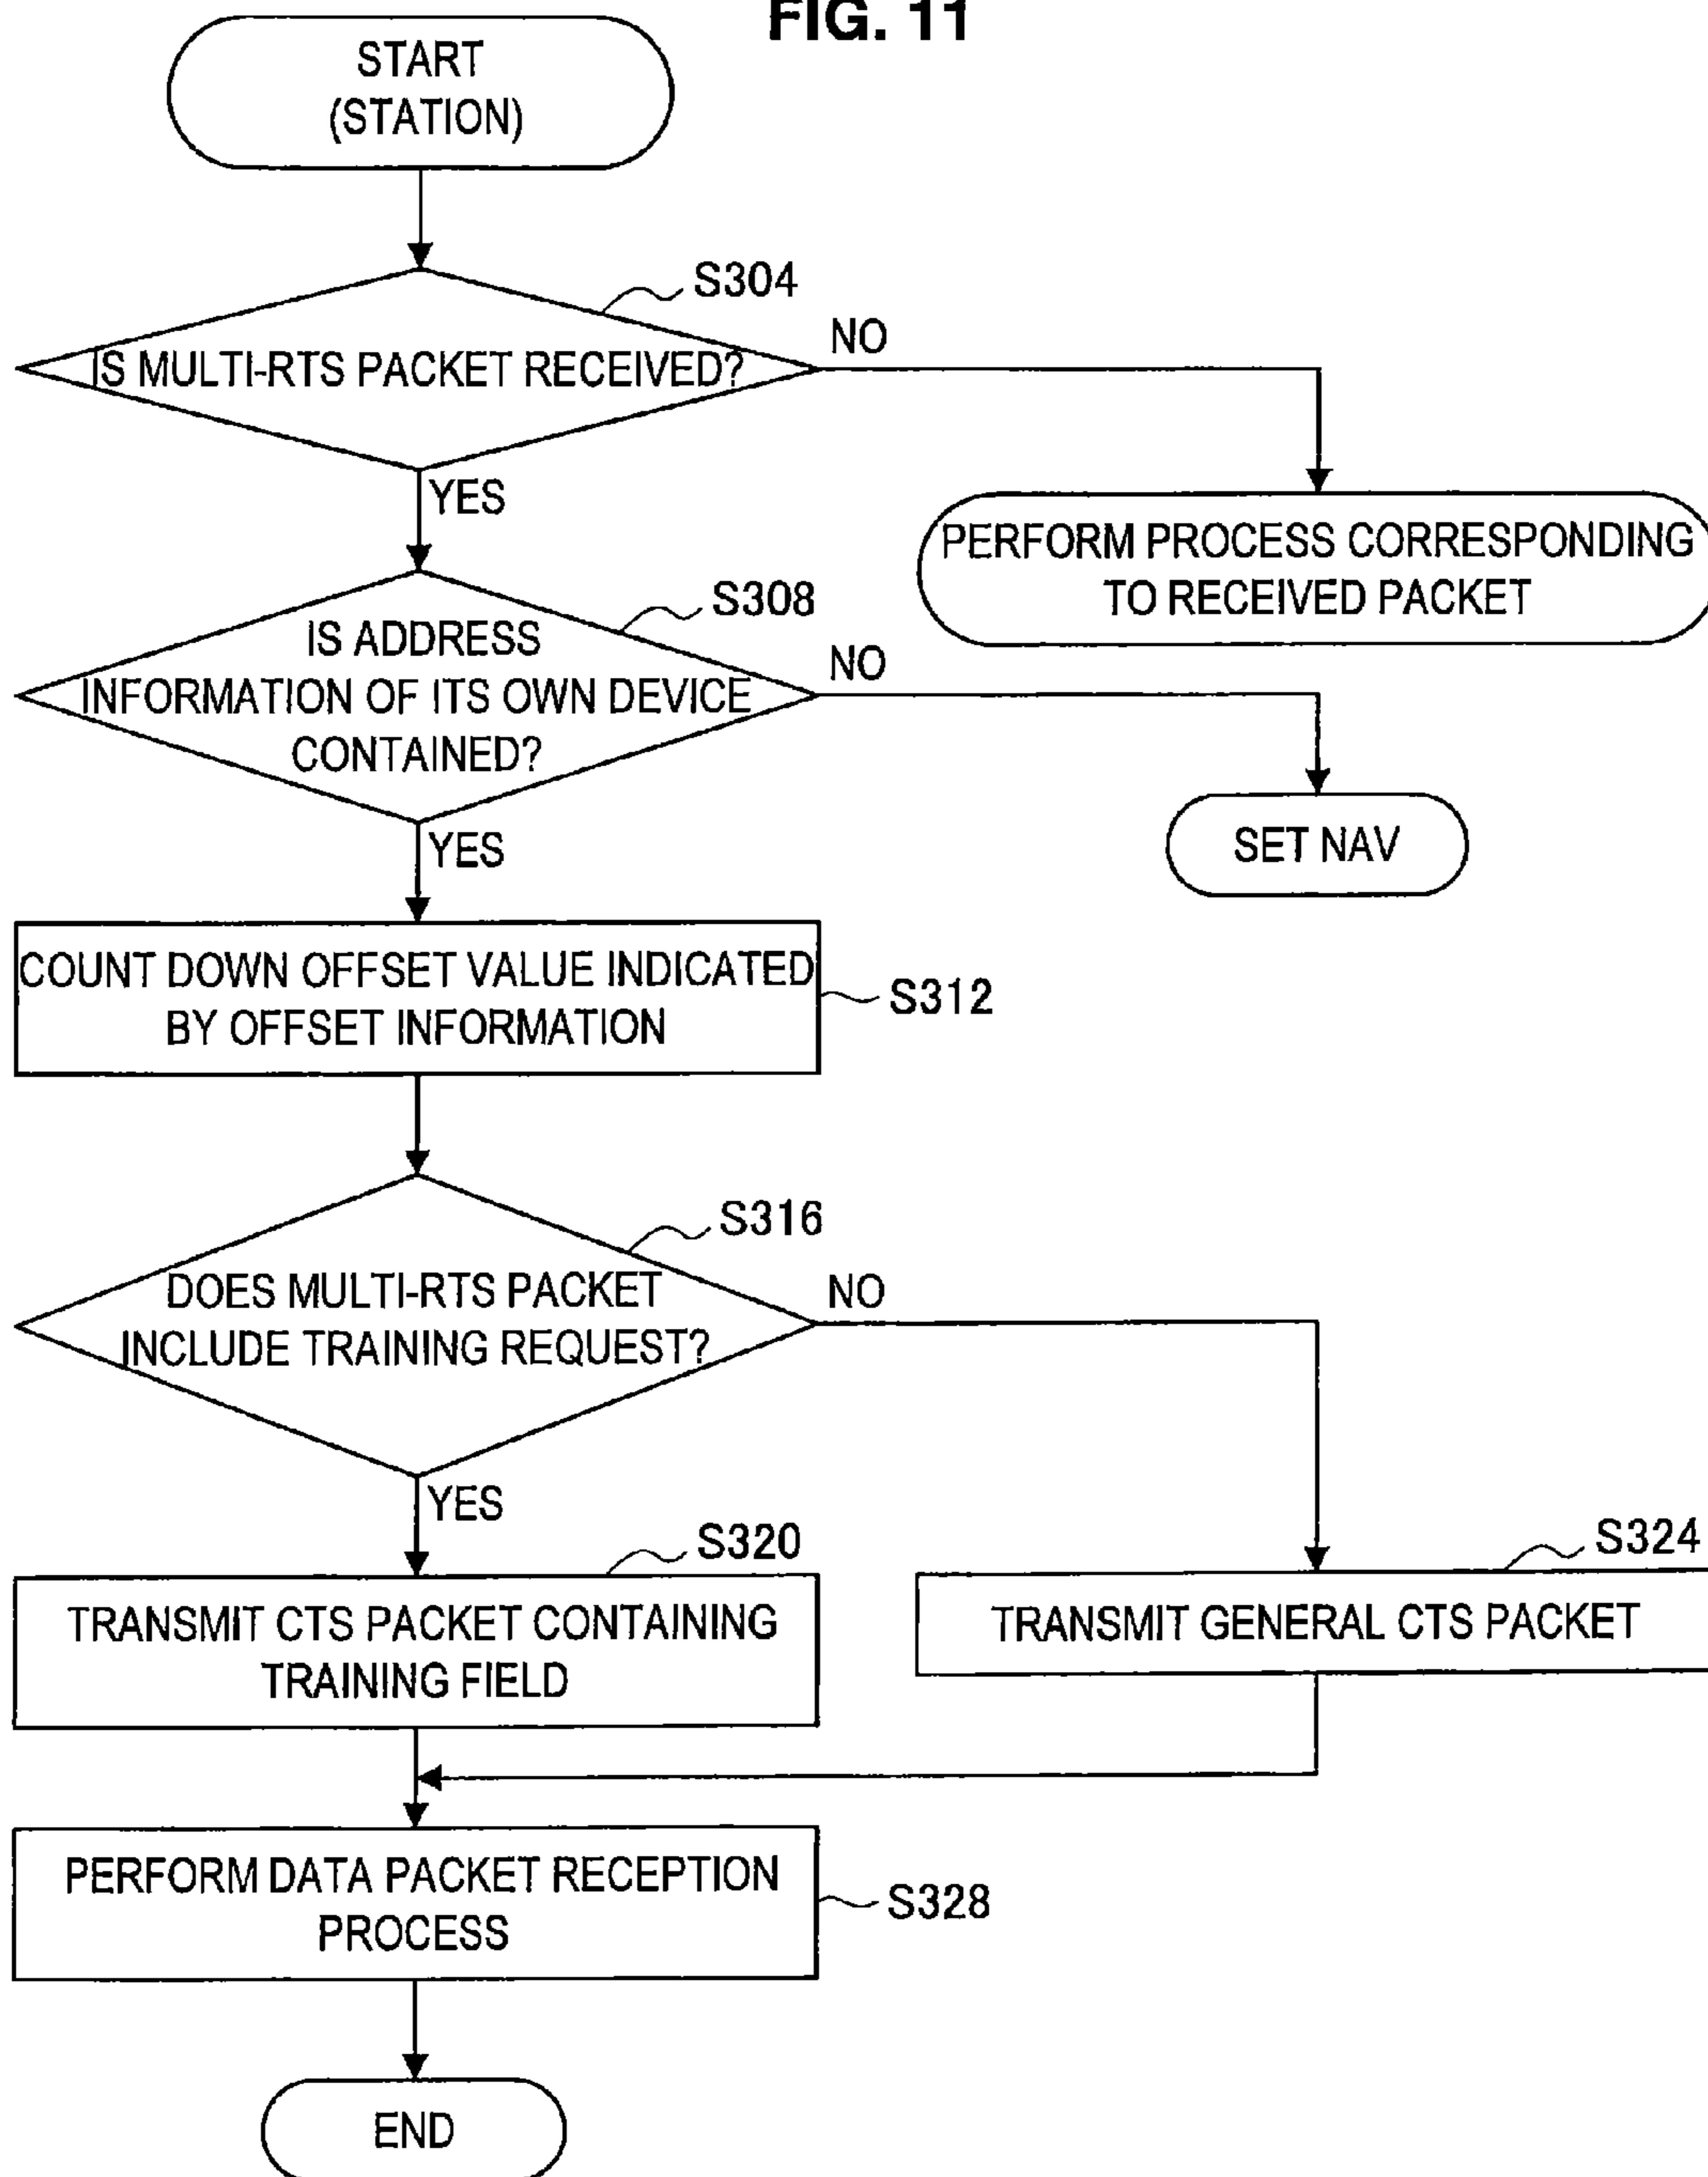 FIG. 11
START
(STATION)
S304
IS MULTI-RTS PACKET RECEIVED?
NO
YES
PERFORM PROCESS CORRESPONDING
TO RECEIVED PACKET
S308
IS ADDRESS
INFORMATION OF ITS OWN DEVICE
CONTAINED?
NO
YES
SET NAV
COUNT DOWN OFFSET VALUE INDICATED
BY OFFSET INFORMATION
S312
S316
DOES MULTI-RTS PACKET
INCLUDE TRAINING REQUEST?
NO
YES
S320
TRANSMIT CTS PACKET CONTAINING
TRAINING FIELD
S324
TRANSMIT GENERAL CTS PACKET
PERFORM DATA PACKET RECEPTION
PROCESS
S328
END